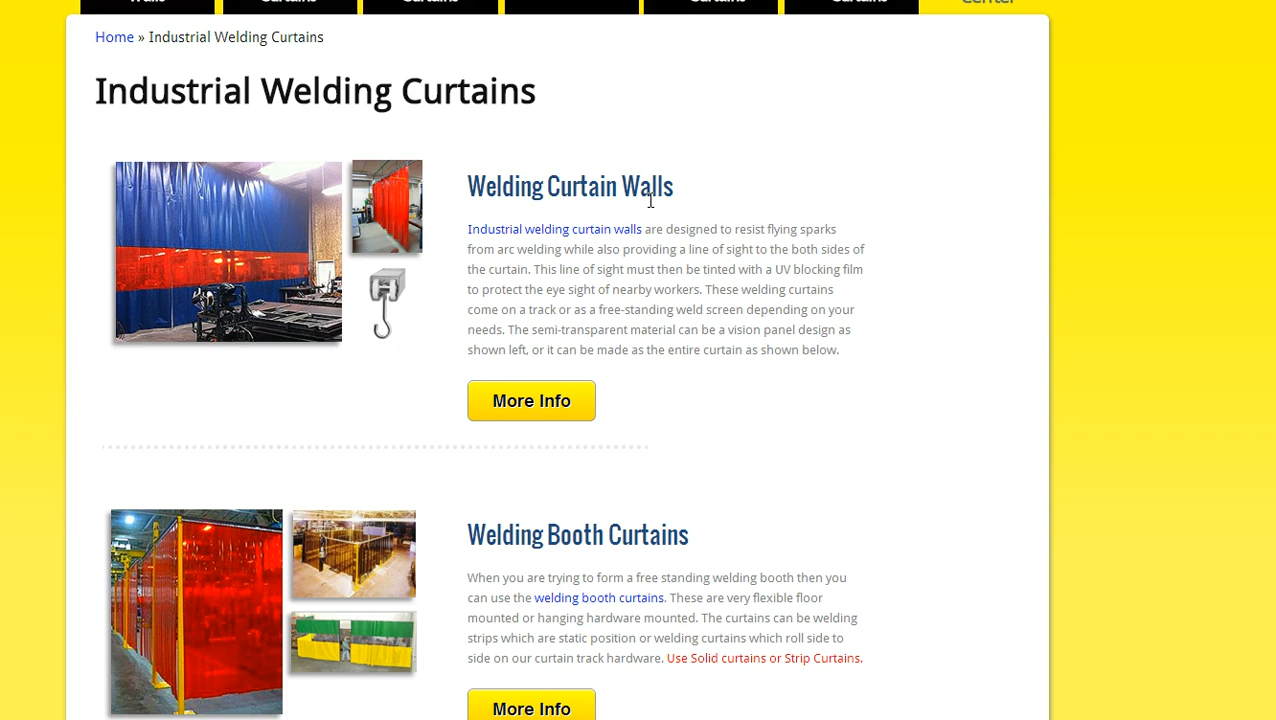 Home » Industrial Welding Curtains
Industrial Welding Curtains
Welding Curtain Walls
Industrial welding curtain walls are designed to resist flying sparks
from arc welding while also providing a line of sight to the both sides of
the curtain. This line of sight must then be tinted with a UV blocking film
to protect the eye sight of nearby workers. These welding curtains
come on a track or as a free-standing weld screen depending on your
needs. The semi-transparent material can be a vision panel design as
shown left, or it can be made as the entire curtain as shown below.
More Info
Welding Booth Curtains
When you are trying to form a free standing welding booth then you
can use the welding booth curtains. These are very flexible floor
mounted or hanging hardware mounted. The curtains can be welding
strips which are static position or welding curtains which roll side to
side on our curtain track hardware. Use Solid curtains or Strip Curtains.
More Info